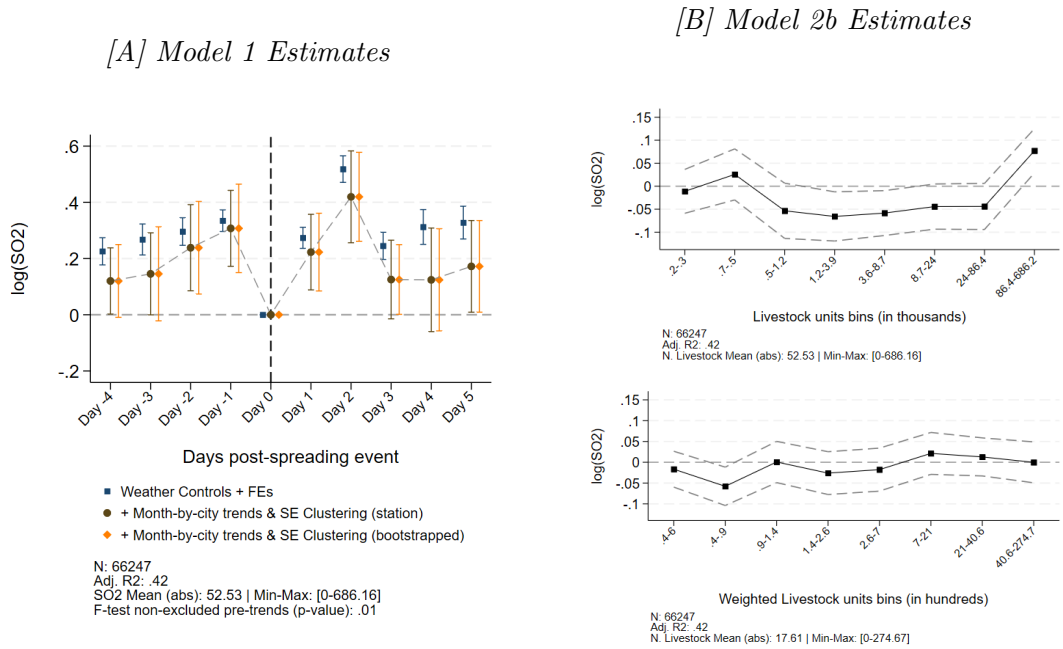 [A] Model 1 Estimates
log(SO2)
.6
.4
.2
0
-.2
Day -4
Day -3
Day -2
Day -1
Day 0
Day 1
Day 2
Day 3
Day 4
Day 5
Days post-spreading event
Weather Controls + FEs
+ Month-by-city trends & SE Clustering (station)
+ Month-by-city trends & SE Clustering (bootstrapped)
N: 66247
Adj. R2: .42
SO2 Mean (abs): 52.53 | Min-Max: [0-686.16]
F-test non-excluded pre-trends (p-value): .01
[B] Model 2b Estimates
log(SO2)
.15
.1
.05
0
-.05
-.1
.2-.3
.7-.5
.5-1.2
1.2-3.9
3.6-8.7
8.7-24
24-86.4
86.4-686.2
Livestock units bins (in thousands)
N: 66247
Adj. R2: .42
N. Livestock Mean (abs): 52.53 | Min-Max: [0-686.16]
log(SO2)
.15
.1
.05
0
-.05
-.1
.4-6
.4-.9
.9-1.4
1.4-2.6
2.6-7
7-21
21-40.6
40.6-274.7
Weighted Livestock units bins (in hundreds)
N: 66247
Adj. R2: .42
N. Livestock Mean (abs): 17.61 | Min-Max: [0-274.67]